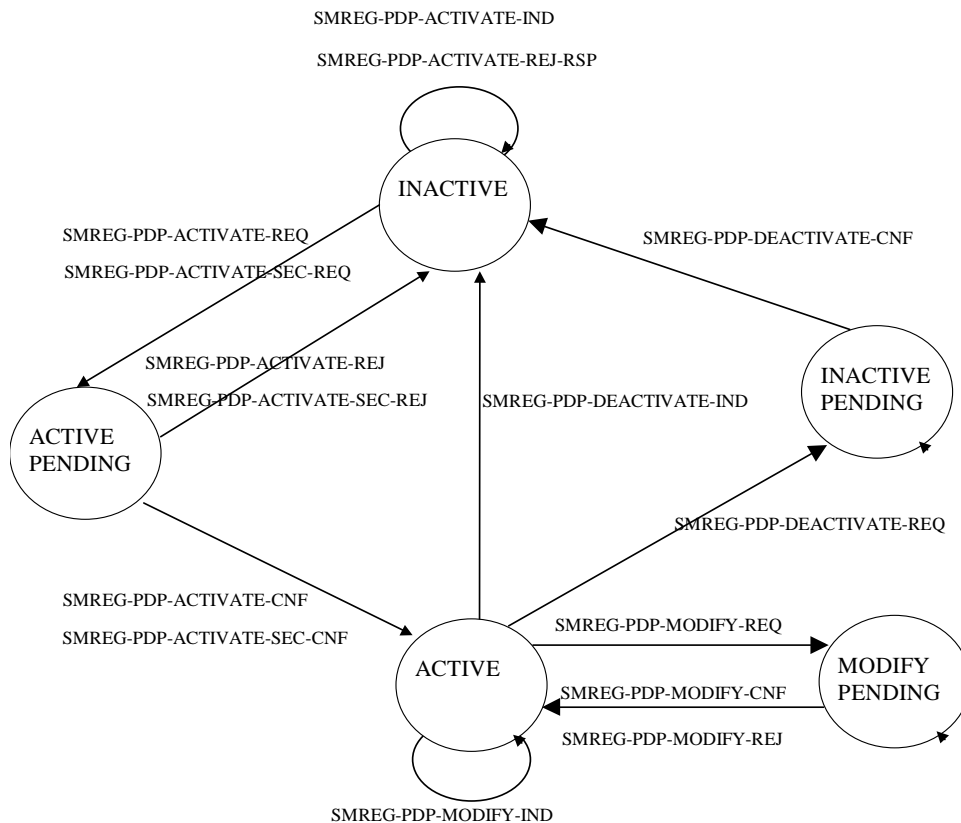 SMREG-PDP-ACTIVATE-IND
SMREG-PDP-ACTIVATE-REJ-RSP
INACTIVE
SMREG-PDP-ACTIVATE-REQ
SMREG-PDP-ACTIVATE-SEC-REQ
SMREG-PDP-DEACTIVATE-CNF
SMREG-PDP-ACTIVATE-REJ
SMREG-PDP-ACTIVATE-SEC-REJ
SMREG-PDP-DEACTIVATE-IND
INACTIVE
PENDING
ACTIVE
PENDING
SMREG-PDP-DEACTIVATE-REQ
SMREG-PDP-ACTIVATE-CNF
SMREG-PDP-ACTIVATE-SEC-CNF
SMREG-PDP-MODIFY-REQ
ACTIVE
MODIFY
PENDING
SMREG-PDP-MODIFY-CNF
SMREG-PDP-MODIFY-REJ
SMREG-PDP-MODIFY-IND